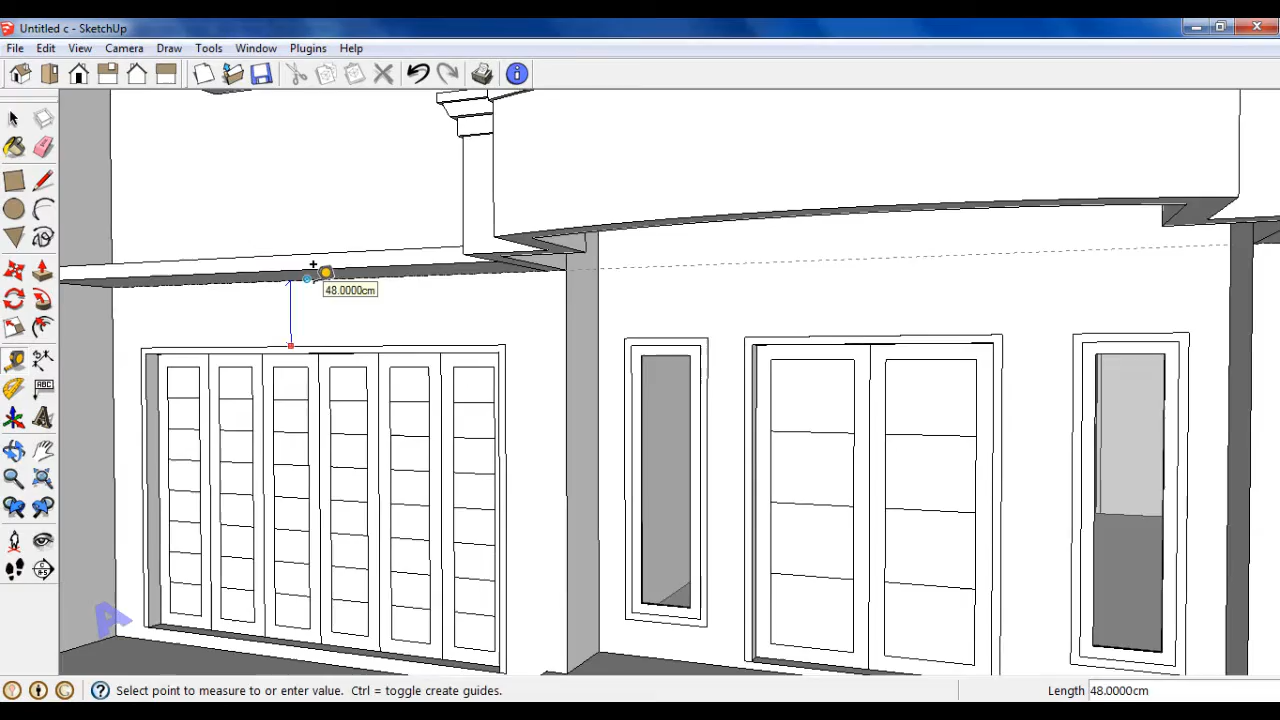 Untitled c - SketchUp
File Edit View Camera Draw Tools Window Plugins Help
48.0000cm
ABC
A
Select point to measure to or enter value. Ctrl = toggle create guides.
Length 48.0000cm